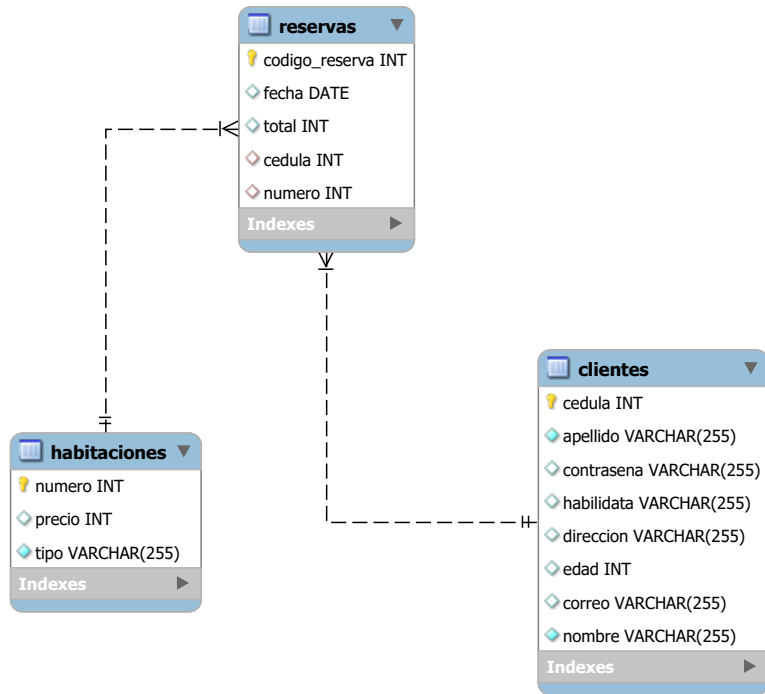 reservas
codigo_reserva INT
fecha DATE
total INT
cedula INT
numero INT
Indexes
habitaciones
numero INT
precio INT
tipo VARCHAR(255)
Indexes
clientes
cedula INT
apellido VARCHAR(255)
contrasena VARCHAR(255)
habilidata VARCHAR(255)
direccion VARCHAR(255)
edad INT
correo VARCHAR(255)
nombre VARCHAR(255)
Indexes